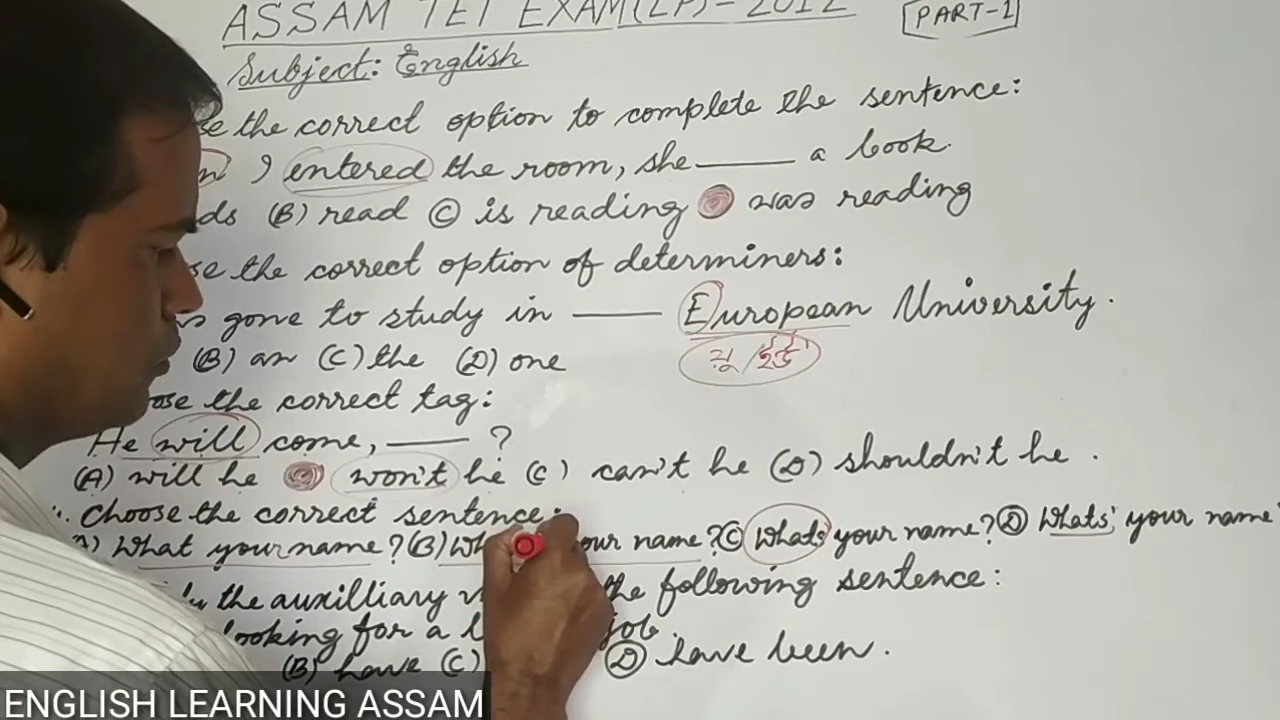 ASSAM TET EXAM(LP)-2012
PART-1
Subject: English
the correct option to complete the sentence:
I entered the room, she ——— a book.
(B) read (C) is reading was reading
the correct option of determiners:
gone to study in ——— European University.
(B) an (C) the (D) one
the correct tag:
He will come, ——— ?
(A) will he won't he (C) can't he (D) shouldn't he .
Choose the correct sentence:
What your name? (B) your name? (C) Whats' your name? (D) Whats' your name
the auxilliary the following sentence:
looking for a job
(B) have (C) (D) have been.
ENGLISH LEARNING ASSAM